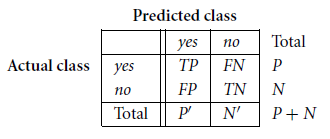 Predicted class
yes no Total
Actual class yes TP FN P
no FP TN N
Total P′ N′ P + N